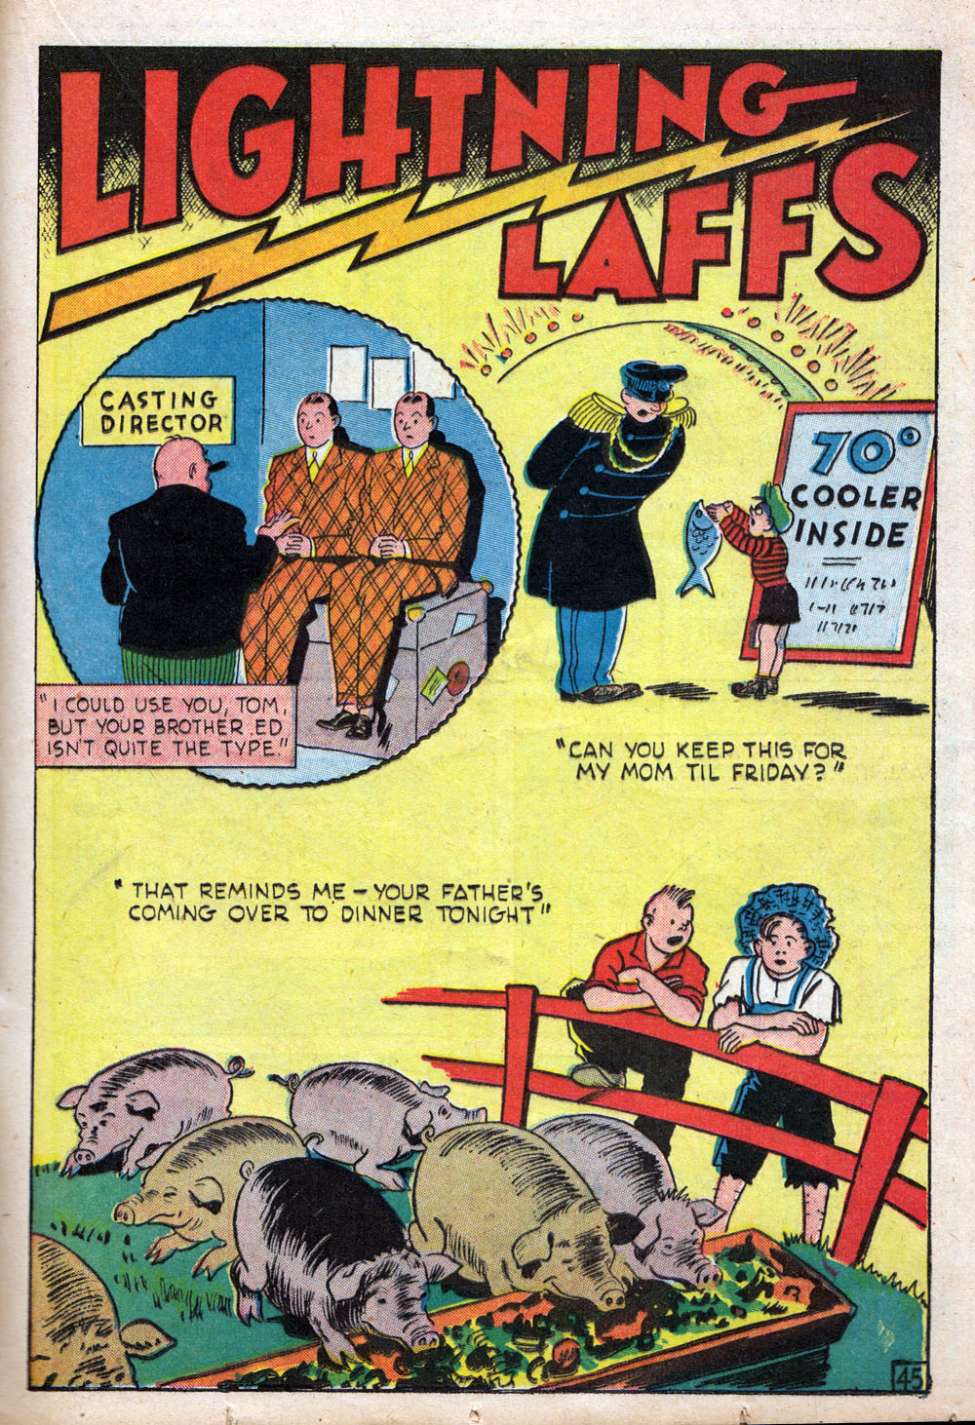 LIGHTNING
LAFFS
CASTING
DIRECTOR
"I COULD USE YOU, TOM,
BUT YOUR BROTHER ED
ISN'T QUITE THE TYPE."
70°
COOLER
INSIDE
"CAN YOU KEEP THIS FOR
MY MOM TIL FRIDAY?"
"THAT REMINDS ME – YOUR FATHER'S
COMING OVER TO DINNER TONIGHT"
45